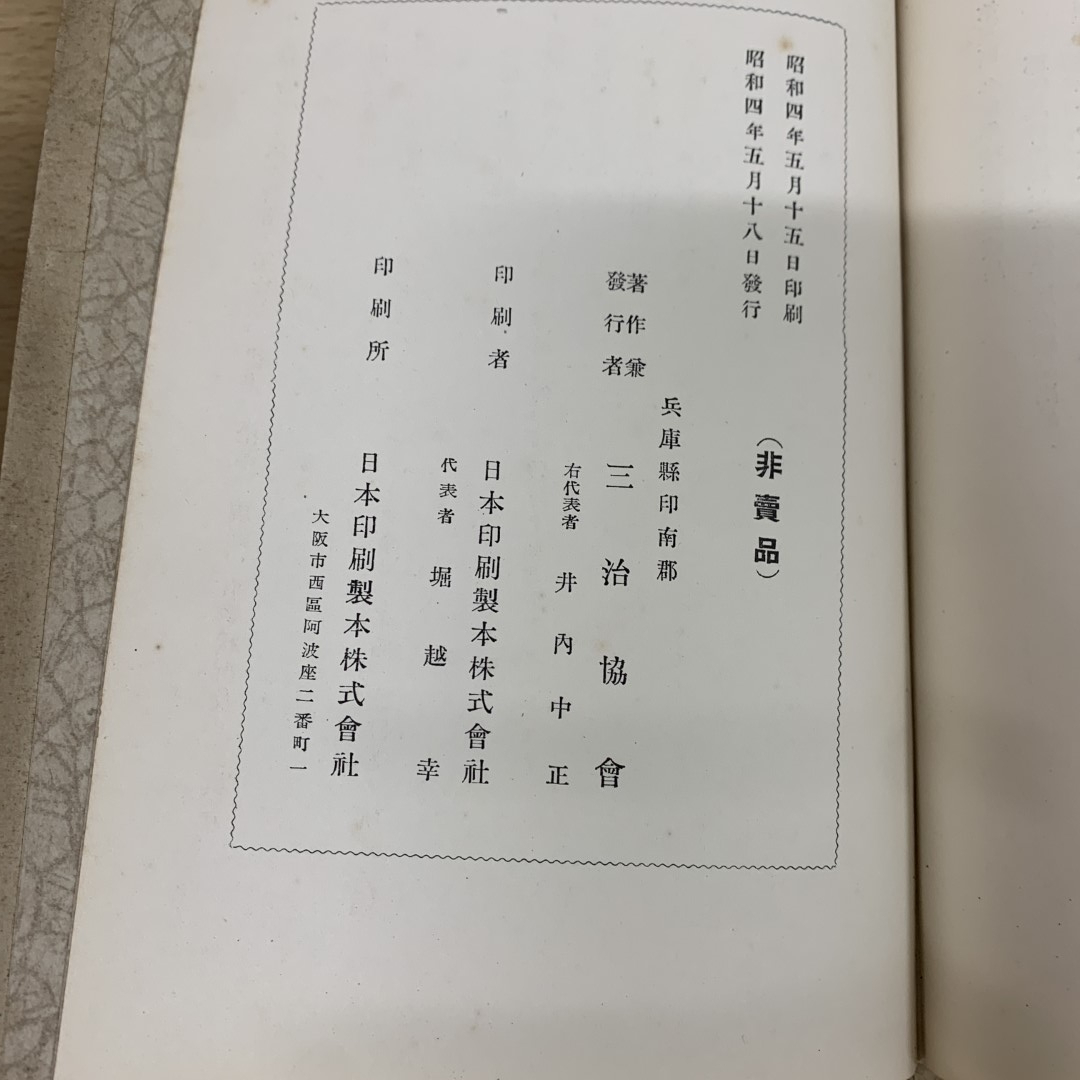 昭和四年五月十五日印刷
昭和四年五月十八日發行
（非賣品）
兵庫縣印南郡
著作兼
發行者
三治協會
右代表者 井內中正
印刷者 日本印刷製本株式會社
代表者 堀越幸
印刷所 日本印刷製本株式會社
大阪市西區阿波座二番町一